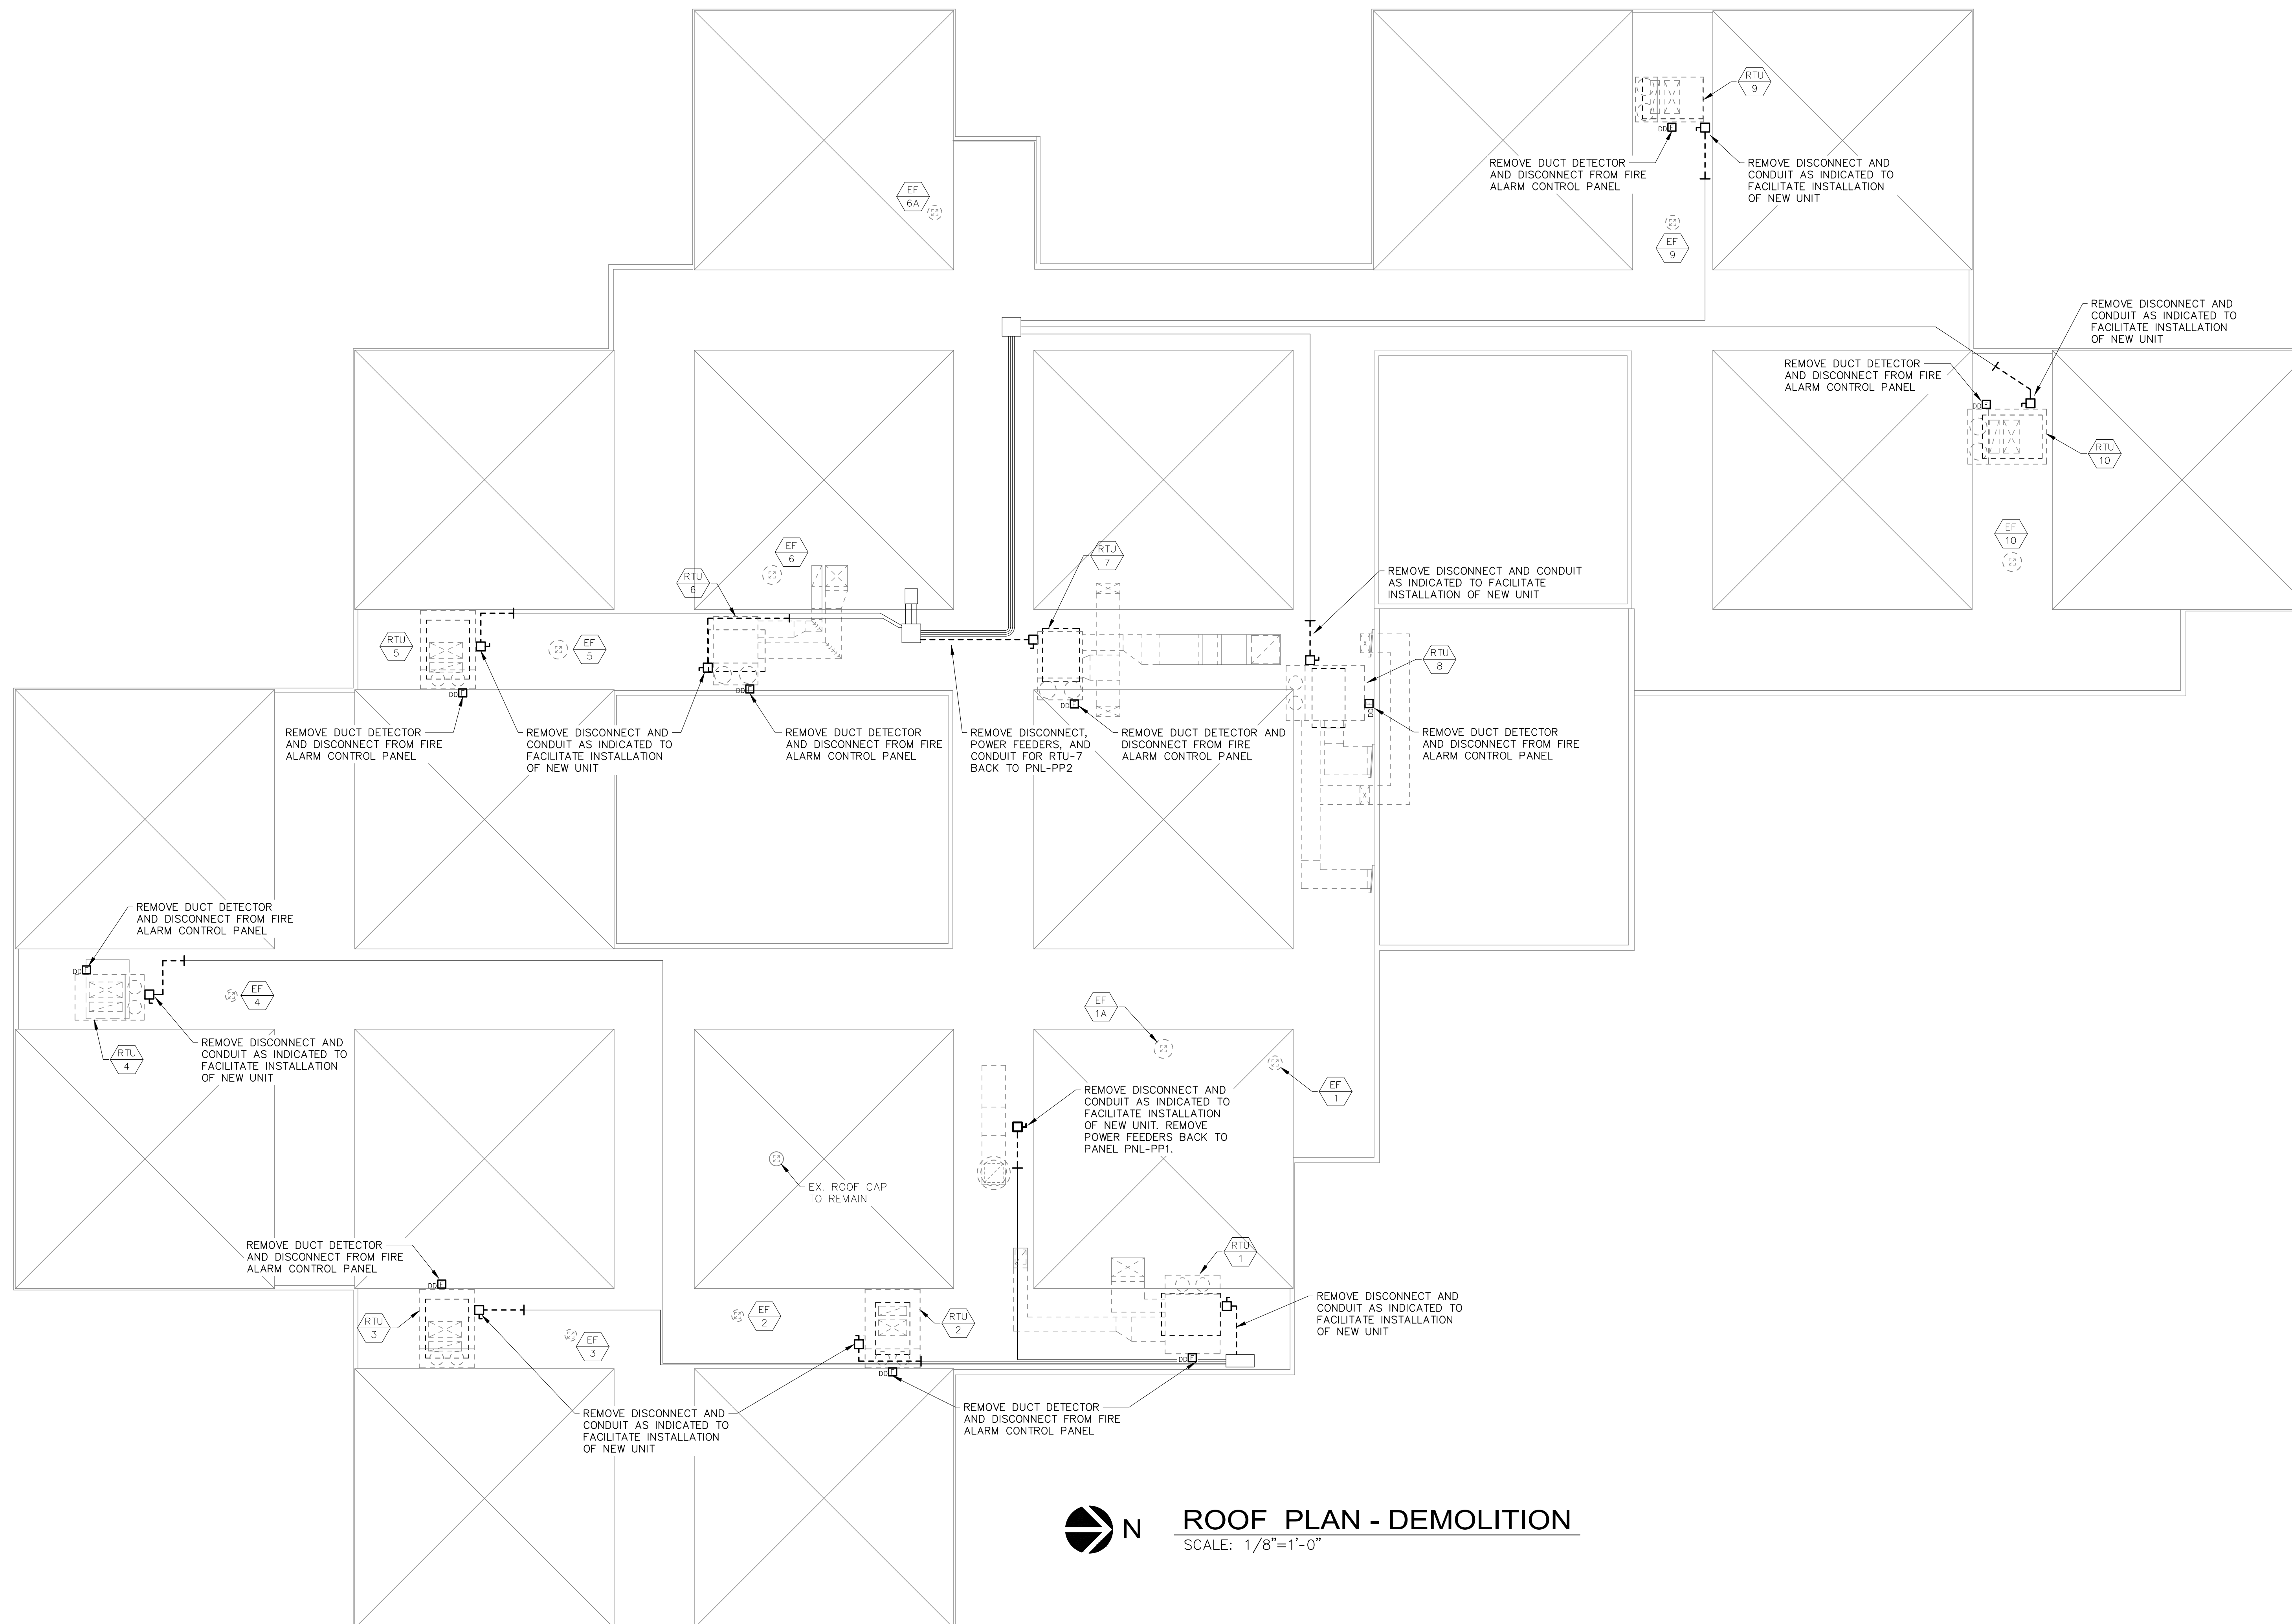 RTU
9
DD F
REMOVE DUCT DETECTOR
AND DISCONNECT FROM FIRE
ALARM CONTROL PANEL
REMOVE DISCONNECT AND
CONDUIT AS INDICATED TO
FACILITATE INSTALLATION
OF NEW UNIT
EF
6A
EF
9
REMOVE DISCONNECT AND
CONDUIT AS INDICATED TO
FACILITATE INSTALLATION
OF NEW UNIT
REMOVE DUCT DETECTOR
AND DISCONNECT FROM FIRE
ALARM CONTROL PANEL
DD F
RTU
10
EF
10
EF
6
RTU
6
RTU
7
REMOVE DISCONNECT AND CONDUIT
AS INDICATED TO FACILITATE
INSTALLATION OF NEW UNIT
RTU
5
EF
5
RTU
8
DD F
DD F
DD F
DD F
REMOVE DUCT DETECTOR
AND DISCONNECT FROM FIRE
ALARM CONTROL PANEL
REMOVE DISCONNECT AND
CONDUIT AS INDICATED TO
FACILITATE INSTALLATION
OF NEW UNIT
REMOVE DUCT DETECTOR
AND DISCONNECT FROM FIRE
ALARM CONTROL PANEL
REMOVE DISCONNECT,
POWER FEEDERS, AND
CONDUIT FOR RTU-7
BACK TO PNL-PP2
REMOVE DUCT DETECTOR AND
DISCONNECT FROM FIRE
ALARM CONTROL PANEL
REMOVE DUCT DETECTOR
AND DISCONNECT FROM FIRE
ALARM CONTROL PANEL
REMOVE DUCT DETECTOR
AND DISCONNECT FROM FIRE
ALARM CONTROL PANEL
DD F
EF
4
EF
1A
REMOVE DISCONNECT AND
CONDUIT AS INDICATED TO
FACILITATE INSTALLATION
OF NEW UNIT
RTU
4
EF
1
REMOVE DISCONNECT AND
CONDUIT AS INDICATED TO
FACILITATE INSTALLATION
OF NEW UNIT. REMOVE
POWER FEEDERS BACK TO
PANEL PNL-PP1.
EX. ROOF CAP
TO REMAIN
REMOVE DUCT DETECTOR
AND DISCONNECT FROM FIRE
ALARM CONTROL PANEL
DD F
RTU
1
RTU
3
EF
3
EF
2
RTU
2
REMOVE DISCONNECT AND
CONDUIT AS INDICATED TO
FACILITATE INSTALLATION
OF NEW UNIT
DD F
DD F
REMOVE DISCONNECT AND
CONDUIT AS INDICATED TO
FACILITATE INSTALLATION
OF NEW UNIT
REMOVE DUCT DETECTOR
AND DISCONNECT FROM FIRE
ALARM CONTROL PANEL
N
ROOF PLAN - DEMOLITION
SCALE: 1/8"=1'-0"